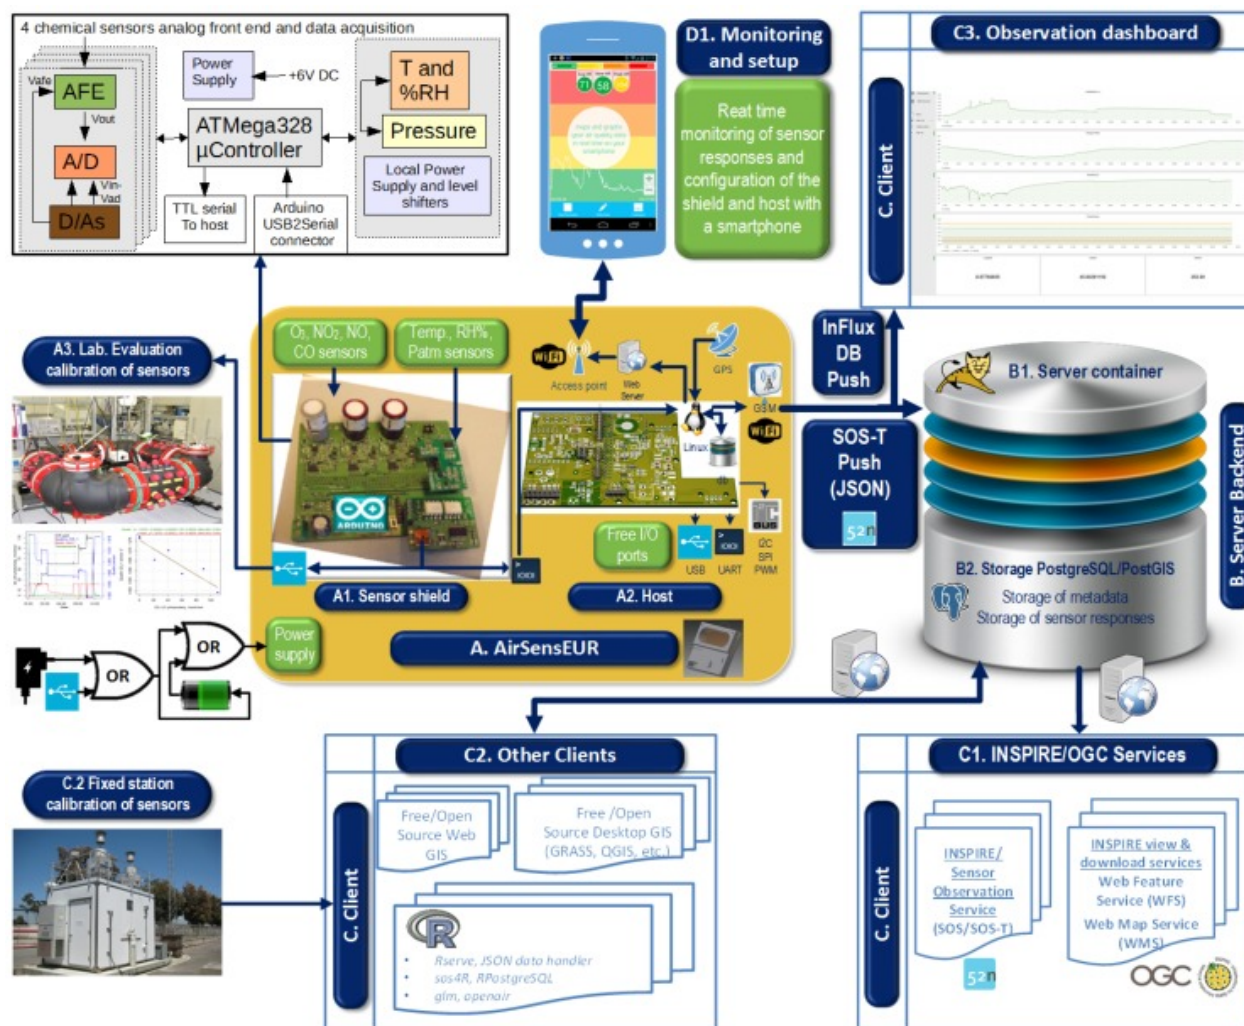 4 chemical sensors analog front end and data acquisition
Vafe
AFE
Vout
A/D
Vin-
Vad
D/As
Power
Supply
+6V DC
ATMega328
µController
TTL serial
To host
Arduino
USB2Serial
connector
T and
%RH
Pressure
Local Power
Supply and level
shifters
D1. Monitoring
and setup
Reat time
monitoring of sensor
responses and
configuration of the
shield and host with
a smartphone
C3. Observation dashboard
C. Client
A3. Lab. Evaluation
calibration of sensors
O₃, NO₂, NO,
CO sensors
Temp., RH%,
Patm sensors
WiFi
Access point
Web
Server
GPS
GSM
WiFi
Linux
db
ARDUINO
Free I/O
ports
USB
UART
I2C
SPI
PWM
A1. Sensor shield
A2. Host
A. AirSensEUR
Power
supply
OR
OR
InFlux
DB
Push
SOS-T
Push
(JSON)
52n
B1. Server container
B2. Storage PostgreSQL/PostGIS
Storage of metadata
Storage of sensor responses
B. Server Backend
C.2 Fixed station
calibration of sensors
C2. Other Clients
C. Client
Free/Open
Source Web
GIS
Free /Open
Source Desktop GIS
(GRASS, QGIS, etc.)
R
Rserve, JSON data handler
sos4R, RPostgreSQL
glm, openair
C1. INSPIRE/OGC Services
C. Client
INSPIRE/
Sensor
Observation
Service
(SOS/SOS-T)
52n
INSPIRE view &
download services
Web Feature
Service (WFS)
Web Map Service
(WMS)
OGC